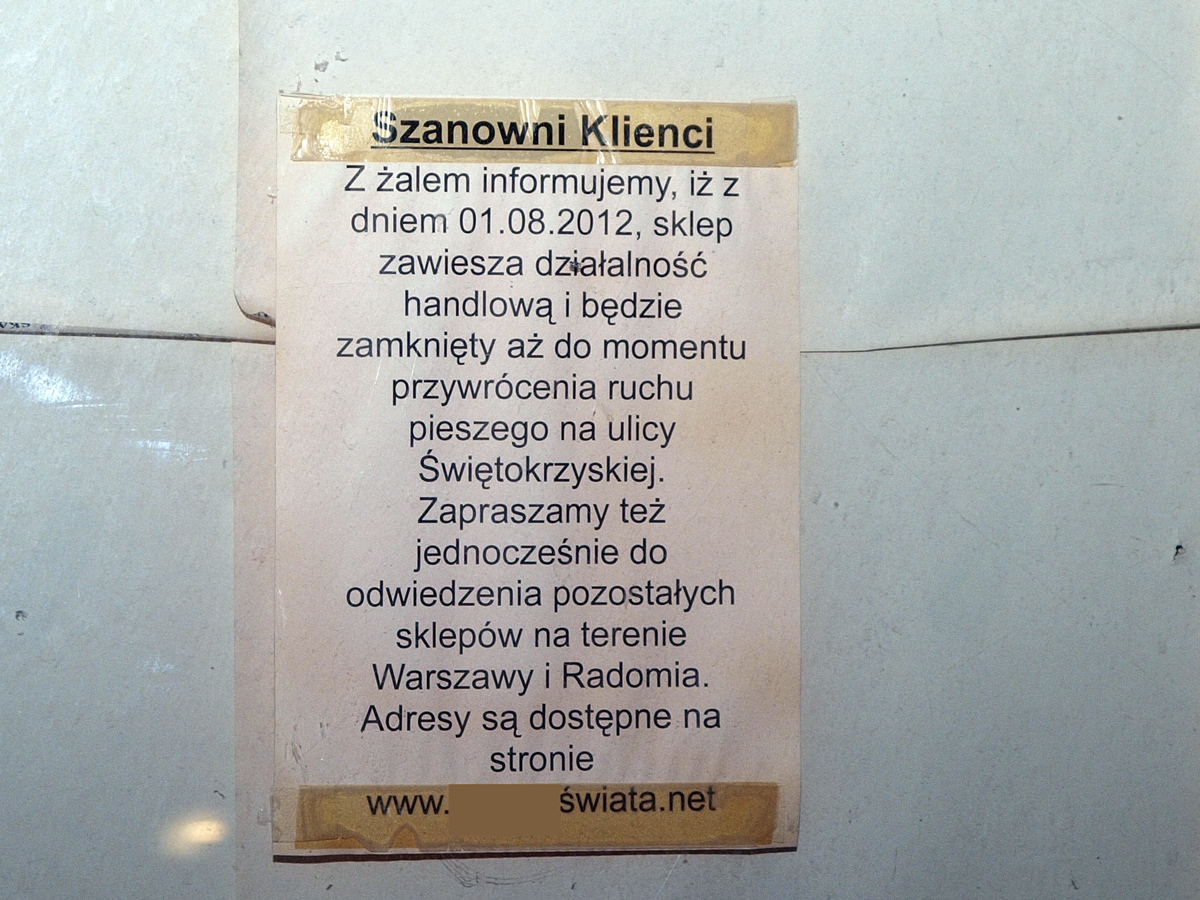 Szanowni Klienci
Z żalem informujemy, iż z
dniem 01.08.2012, sklep
zawiesza działalność
handlową i będzie
zamknięty aż do momentu
przywrócenia ruchu
pieszego na ulicy
Świętokrzyskiej.
Zapraszamy też
jednocześnie do
odwiedzenia pozostałych
sklepów na terenie
Warszawy i Radomia.
Adresy są dostępne na
stronie
www. świata.net